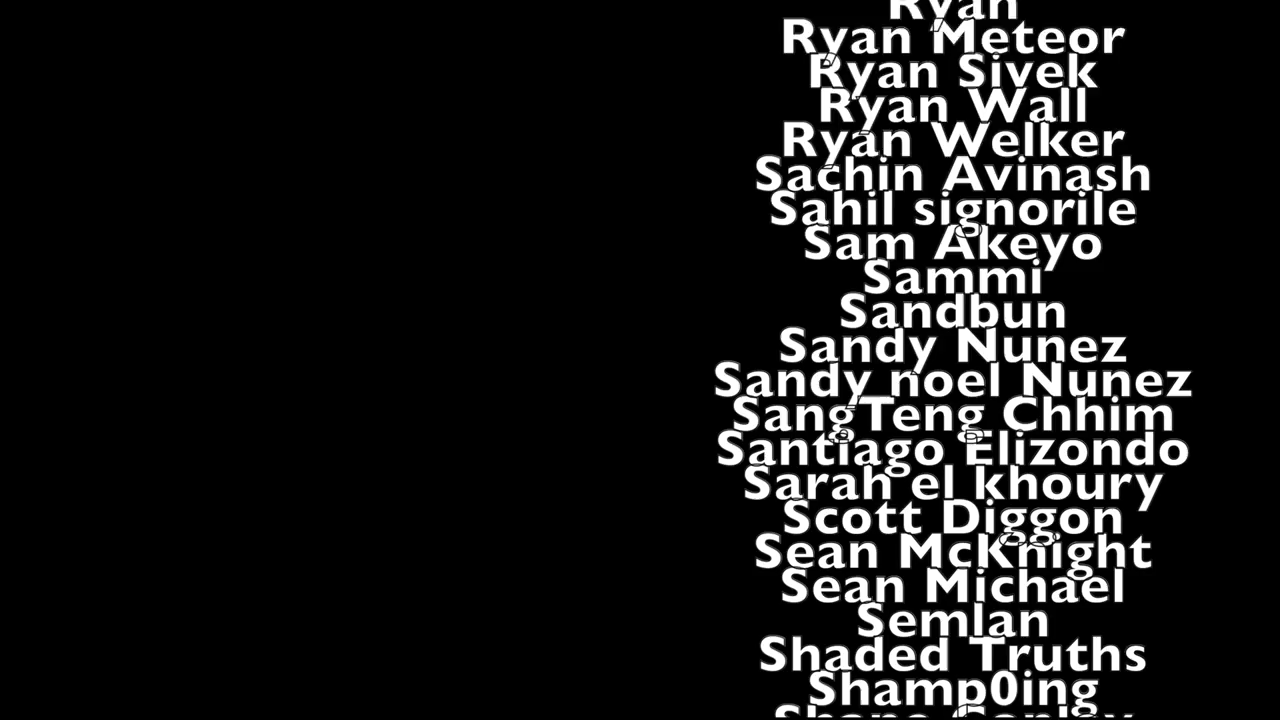 Ryan
Ryan Meteor
Ryan Sivek
Ryan Wall
Ryan Welker
Sachin Avinash
Sahil signorile
Sam Akeyo
Sammi
Sandbun
Sandy Nunez
Sandy noel Nunez
SangTeng Chhim
Santiago Elizondo
Sarah el khoury
Scott Diggon
Sean McKnight
Sean Michael
Semlan
Shaded Truths
Shamp0ing
Shane